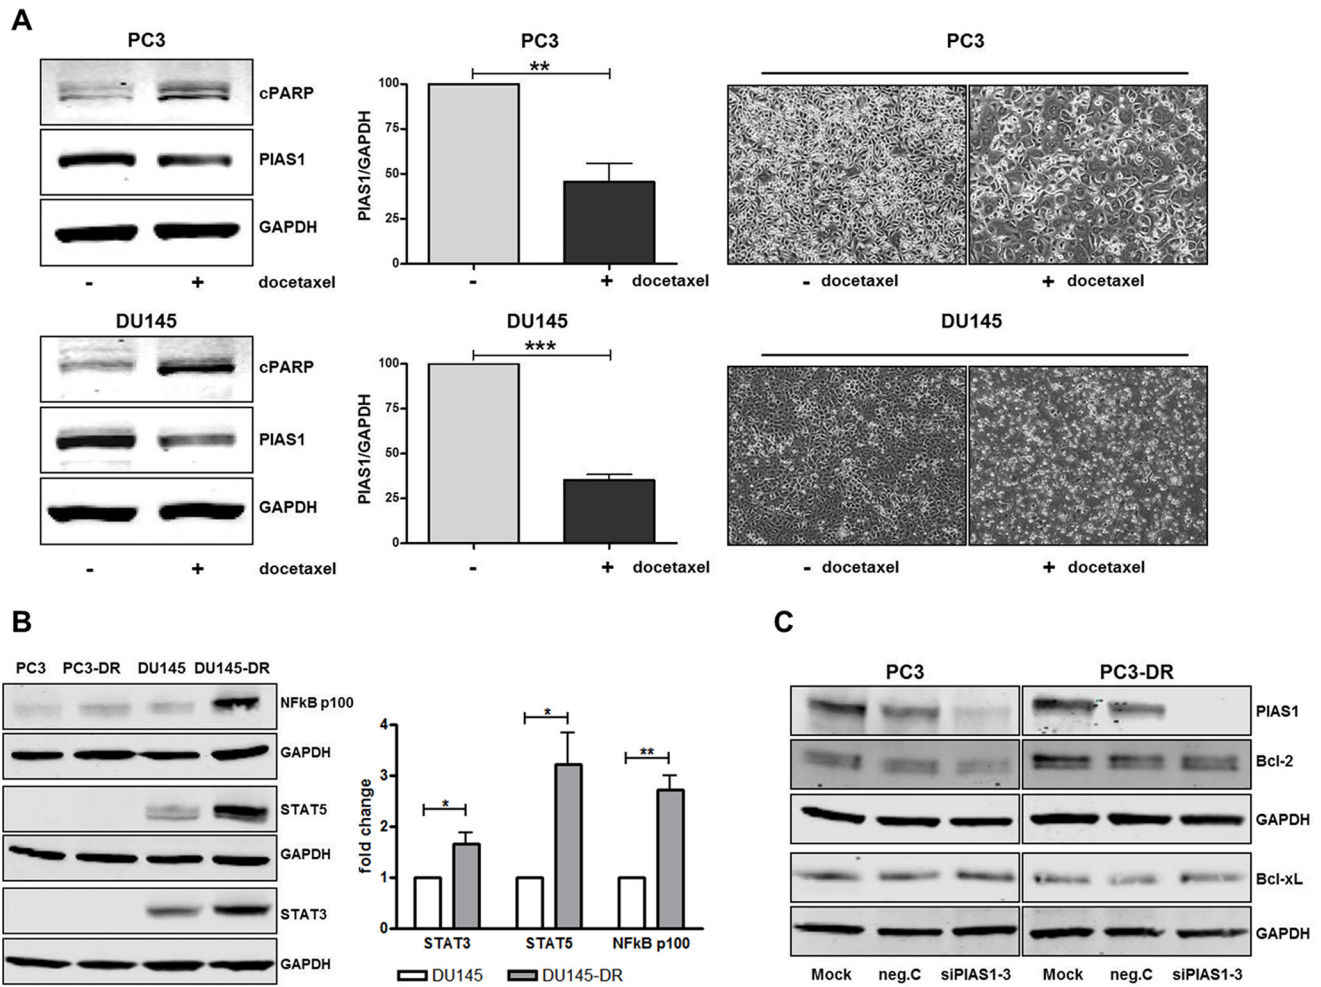 A
PC3
cPARP
PIAS1
GAPDH
- + docetaxel
PC3
**
PIAS1/GAPDH
100
75
50
25
0
- + docetaxel
PC3
- docetaxel + docetaxel
DU145
cPARP
PIAS1
GAPDH
- + docetaxel
DU145
***
PIAS1/GAPDH
100
75
50
25
0
- + docetaxel
DU145
- docetaxel + docetaxel
B
PC3 PC3-DR DU145 DU145-DR
NFkB p100
GAPDH
STAT5
GAPDH
STAT3
GAPDH
fold change
4
3
2
1
0
* * **
STAT3 STAT5 NFkB p100
DU145 DU145-DR
C
PC3 PC3-DR
PIAS1
Bcl-2
GAPDH
Bcl-xL
GAPDH
Mock neg.C siPIAS1-3 Mock neg.C siPIAS1-3